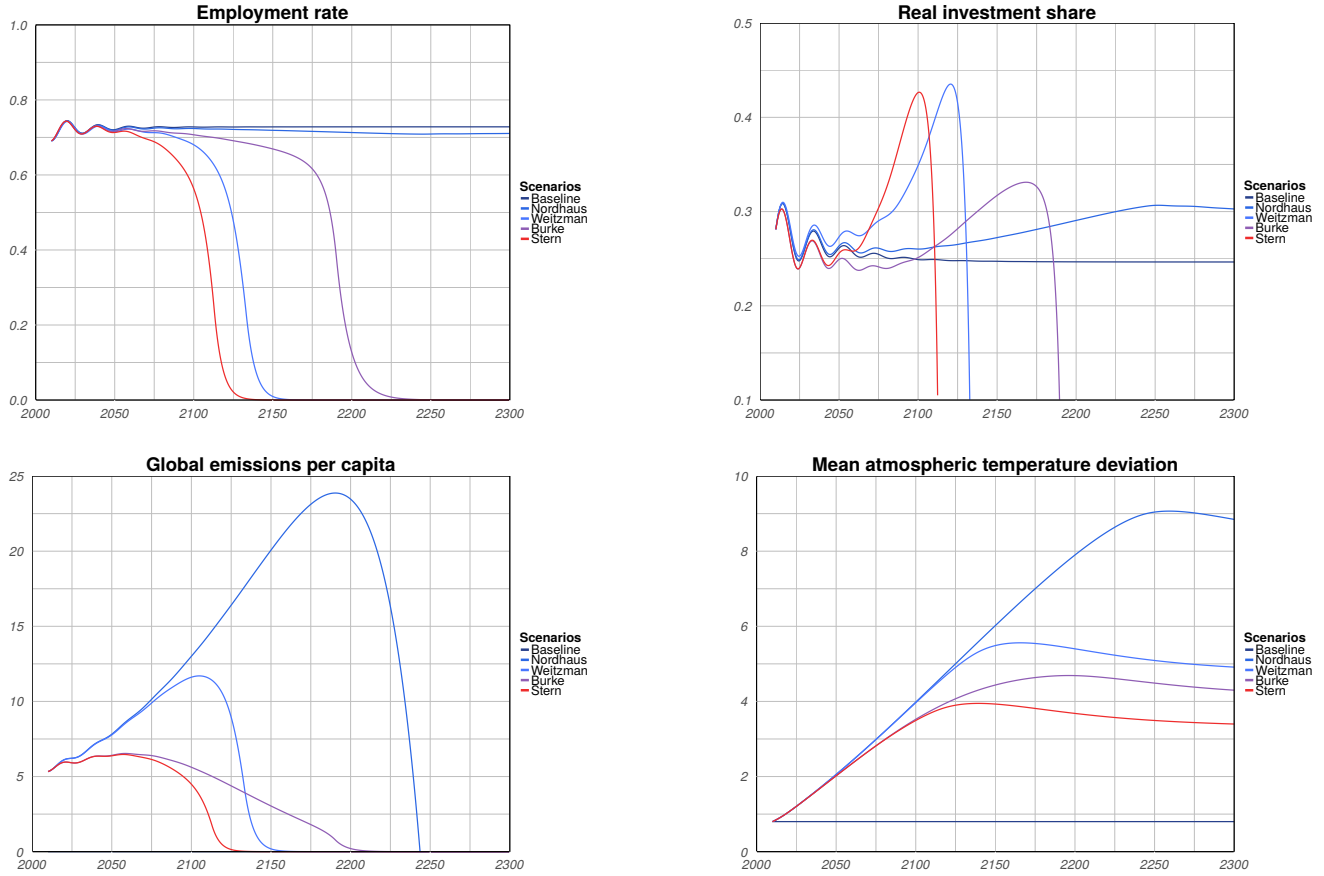 Employment rate
1.0
0.8
0.6
0.4
0.2
0.0
2000 2050 2100 2150 2200 2250 2300
Scenarios
Baseline
Nordhaus
Weitzman
Burke
Stern
Real investment share
0.5
0.4
0.3
0.2
0.1
2000 2050 2100 2150 2200 2250 2300
Scenarios
Baseline
Nordhaus
Weitzman
Burke
Stern
Global emissions per capita
25
20
15
10
5
0
2000 2050 2100 2150 2200 2250 2300
Scenarios
Baseline
Nordhaus
Weitzman
Burke
Stern
Mean atmospheric temperature deviation
10
8
6
4
2
0
2000 2050 2100 2150 2200 2250 2300
Scenarios
Baseline
Nordhaus
Weitzman
Burke
Stern